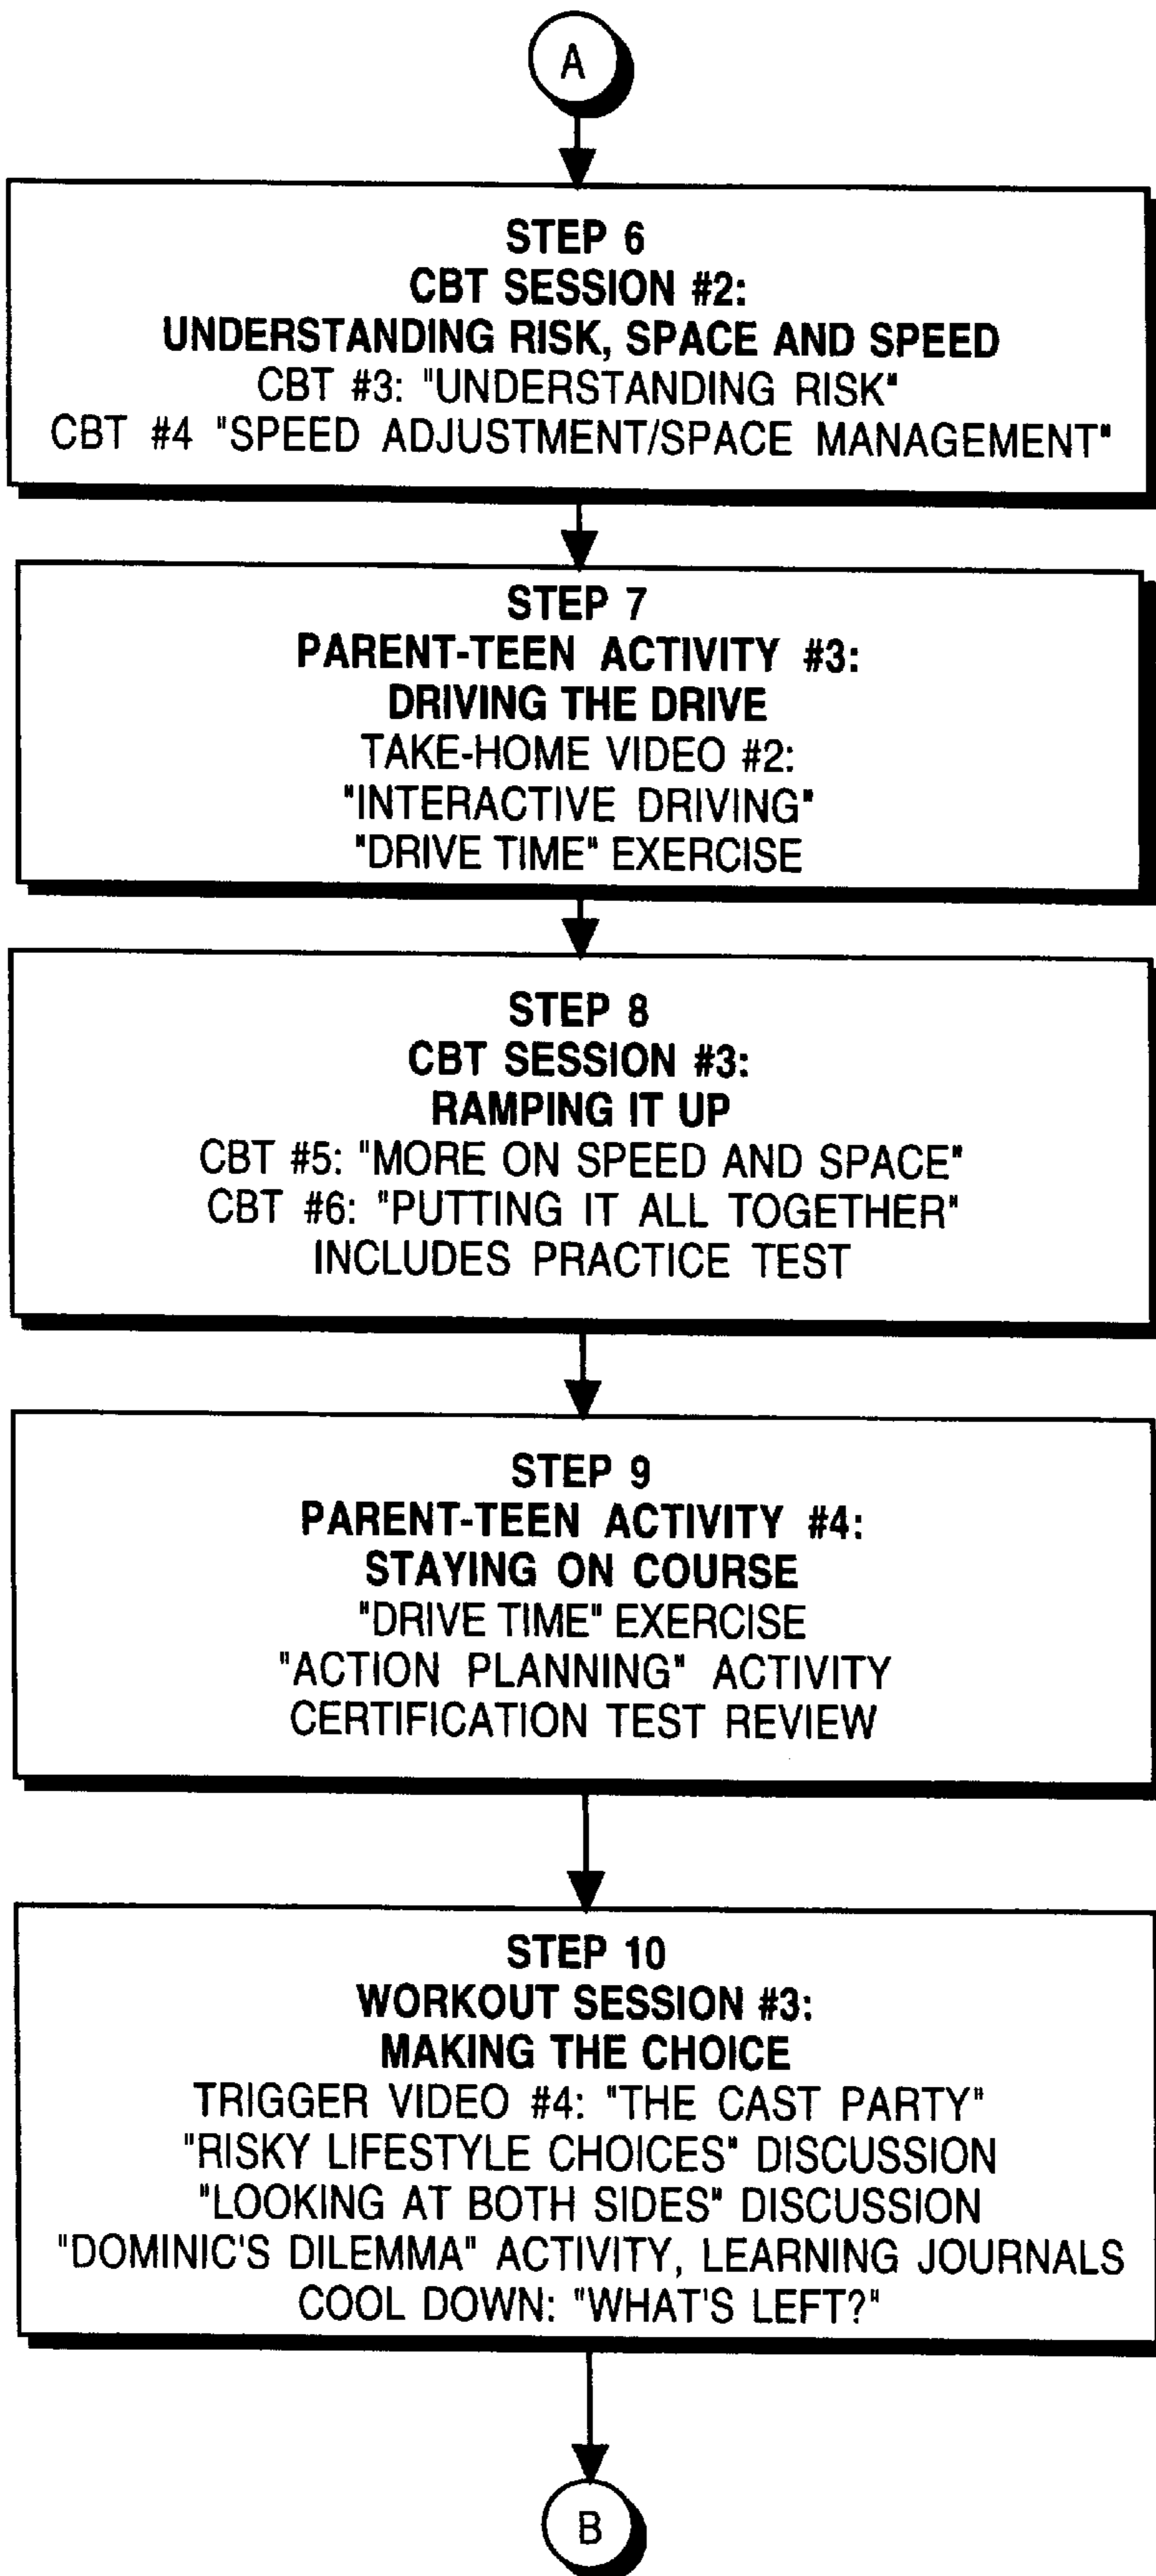 A
STEP 6
CBT SESSION #2:
UNDERSTANDING RISK, SPACE AND SPEED
CBT #3: "UNDERSTANDING RISK"
CBT #4 "SPEED ADJUSTMENT/SPACE MANAGEMENT"
STEP 7
PARENT-TEEN ACTIVITY #3:
DRIVING THE DRIVE
TAKE-HOME VIDEO #2:
"INTERACTIVE DRIVING"
"DRIVE TIME" EXERCISE
STEP 8
CBT SESSION #3:
RAMPING IT UP
CBT #5: "MORE ON SPEED AND SPACE"
CBT #6: "PUTTING IT ALL TOGETHER"
INCLUDES PRACTICE TEST
STEP 9
PARENT-TEEN ACTIVITY #4:
STAYING ON COURSE
"DRIVE TIME" EXERCISE
"ACTION PLANNING" ACTIVITY
CERTIFICATION TEST REVIEW
STEP 10
WORKOUT SESSION #3:
MAKING THE CHOICE
TRIGGER VIDEO #4: "THE CAST PARTY"
"RISKY LIFESTYLE CHOICES" DISCUSSION
"LOOKING AT BOTH SIDES" DISCUSSION
"DOMINIC'S DILEMMA" ACTIVITY, LEARNING JOURNALS
COOL DOWN: "WHAT'S LEFT?"
B